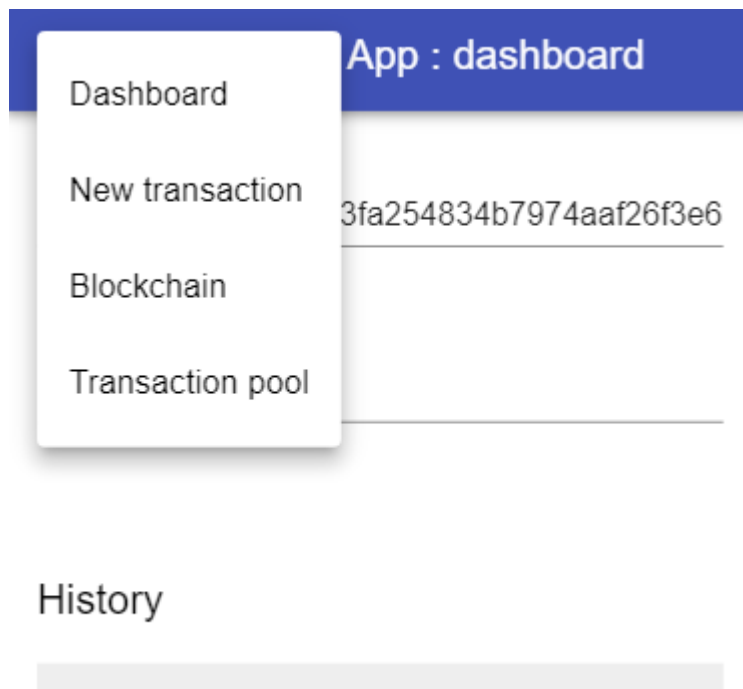 App : dashboard
Dashboard
New transaction
3fa254834b7974aaf26f3e6
Blockchain
Transaction pool
History